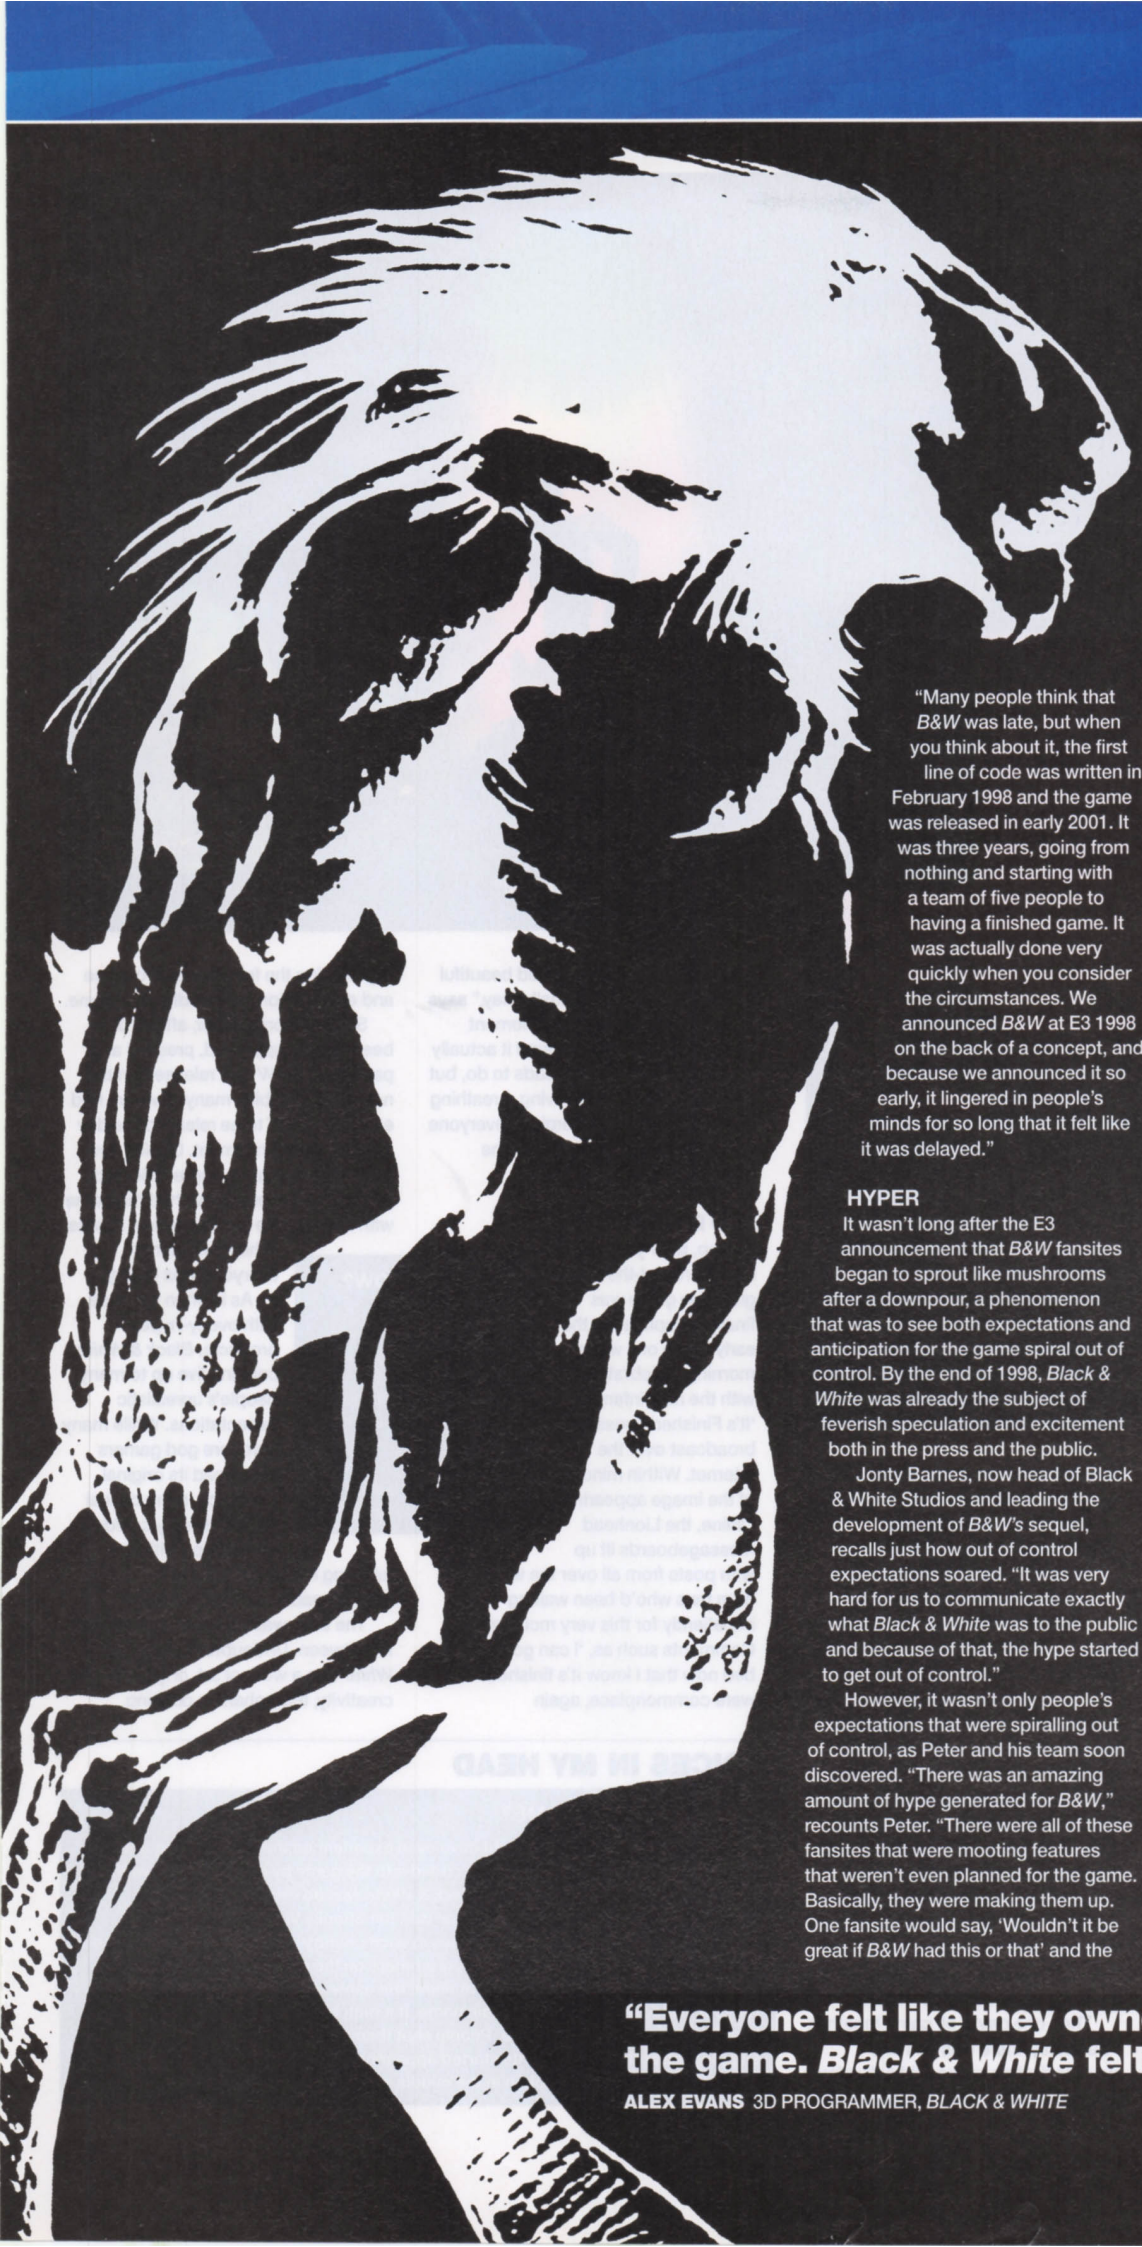 “Many people think that
B&W was late, but when
you think about it, the first
line of code was written in
February 1998 and the game
was released in early 2001. It
was three years, going from
nothing and starting with
a team of five people to
having a finished game. It
was actually done very
quickly when you consider
the circumstances. We
announced B&W at E3 1998
on the back of a concept, and
because we announced it so
early, it lingered in people’s
minds for so long that it felt like
it was delayed.”
HYPER
It wasn’t long after the E3
announcement that B&W fansites
began to sprout like mushrooms
after a downpour, a phenomenon
that was to see both expectations and
anticipation for the game spiral out of
control. By the end of 1998, Black &
White was already the subject of
feverish speculation and excitement
both in the press and the public.
Jonty Barnes, now head of Black
& White Studios and leading the
development of B&W’s sequel,
recalls just how out of control
expectations soared. “It was very
hard for us to communicate exactly
what Black & White was to the public
and because of that, the hype started
to get out of control.”
However, it wasn’t only people’s
expectations that were spiralling out
of control, as Peter and his team soon
discovered. “There was an amazing
amount of hype generated for B&W,”
recounts Peter. “There were all of these
fansites that were mooting features
that weren’t even planned for the game.
Basically, they were making them up.
One fansite would say, ‘Wouldn’t it be
great if B&W had this or that’ and the
“Everyone felt like they own
the game. Black & White felt
ALEX EVANS 3D PROGRAMMER, BLACK & WHITE